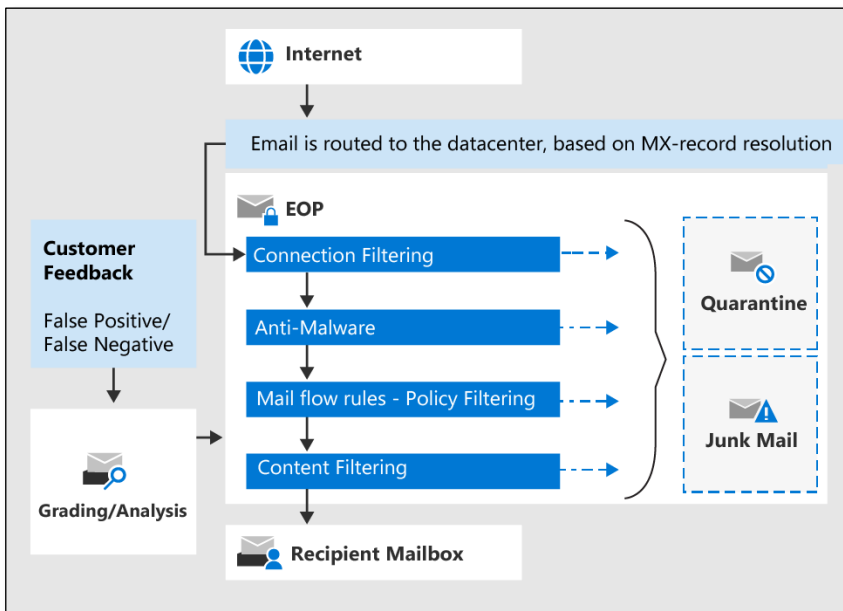 Internet
Email is routed to the datacenter, based on MX-record resolution
EOP
Customer
Feedback
False Positive/
False Negative
Connection Filtering
Anti-Malware
Mail flow rules - Policy Filtering
Content Filtering
Quarantine
Junk Mail
Grading/Analysis
Recipient Mailbox